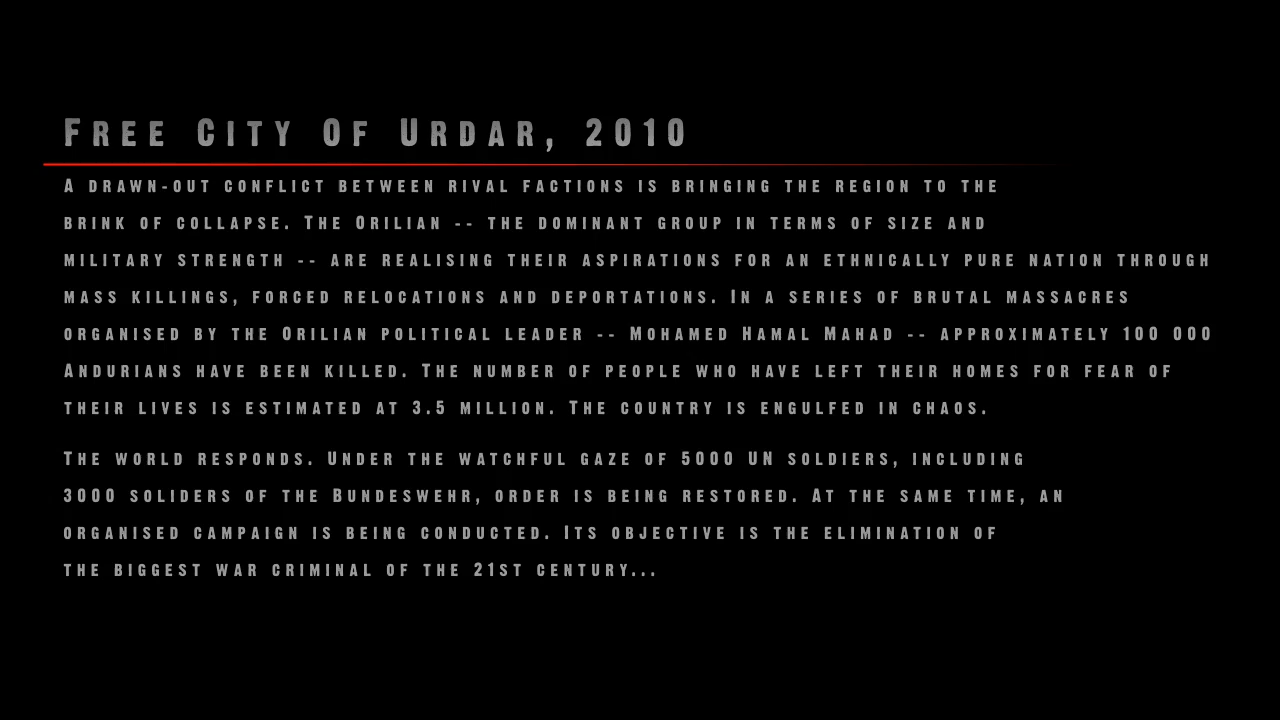 Free City Of Urdar, 2010
A drawn-out conflict between rival factions is bringing the region to the
brink of collapse. The Orilian -- the dominant group in terms of size and
military strength -- are realising their aspirations for an ethnically pure nation through
mass killings, forced relocations and deportations. In a series of brutal massacres
organised by the Orilian political leader -- Mohamed Hamal Mahad -- approximately 100 000
Andurians have been killed. The number of people who have left their homes for fear of
their lives is estimated at 3.5 million. The country is engulfed in chaos.
The world responds. Under the watchful gaze of 5000 UN soldiers, including
3000 soliders of the Bundeswehr, order is being restored. At the same time, an
organised campaign is being conducted. Its objective is the elimination of
the biggest war criminal of the 21st century...